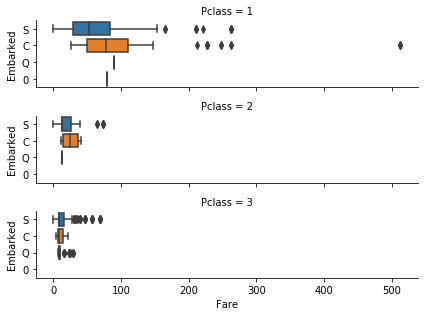 Pclass = 1
Embarked
S
C
Q
0
Pclass = 2
Embarked
S
C
Q
0
Pclass = 3
Embarked
S
C
Q
0
0 100 200 300 400 500
Fare